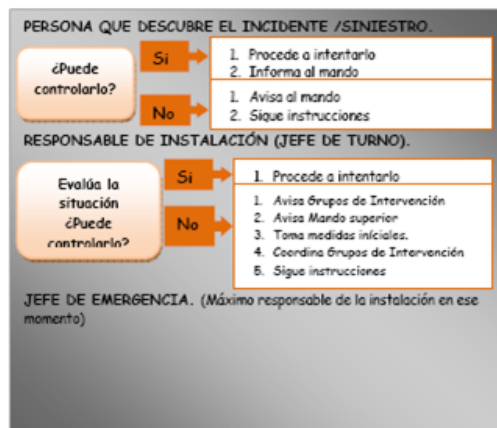 PERSONA QUE DESCUBRE EL INCIDENTE /SINIESTRO.
¿Puede
controlarlo?
Si
1. Procede a intentarlo
2. Informa al mando
No
1. Avisa al mando
2. Sigue instrucciones
RESPONSABLE DE INSTALACIÓN (JEFE DE TURNO).
Evalúa la
situación
¿Puede
controlarlo?
Si
1. Procede a intentarlo
No
1. Avisa Grupos de Intervención
2. Avisa Mando superior
3. Toma medidas iníciales.
4. Coordina Grupos de Intervención
5. Sigue instrucciones
JEFE DE EMERGENCIA. (Máximo responsable de la instalación en ese
momento)